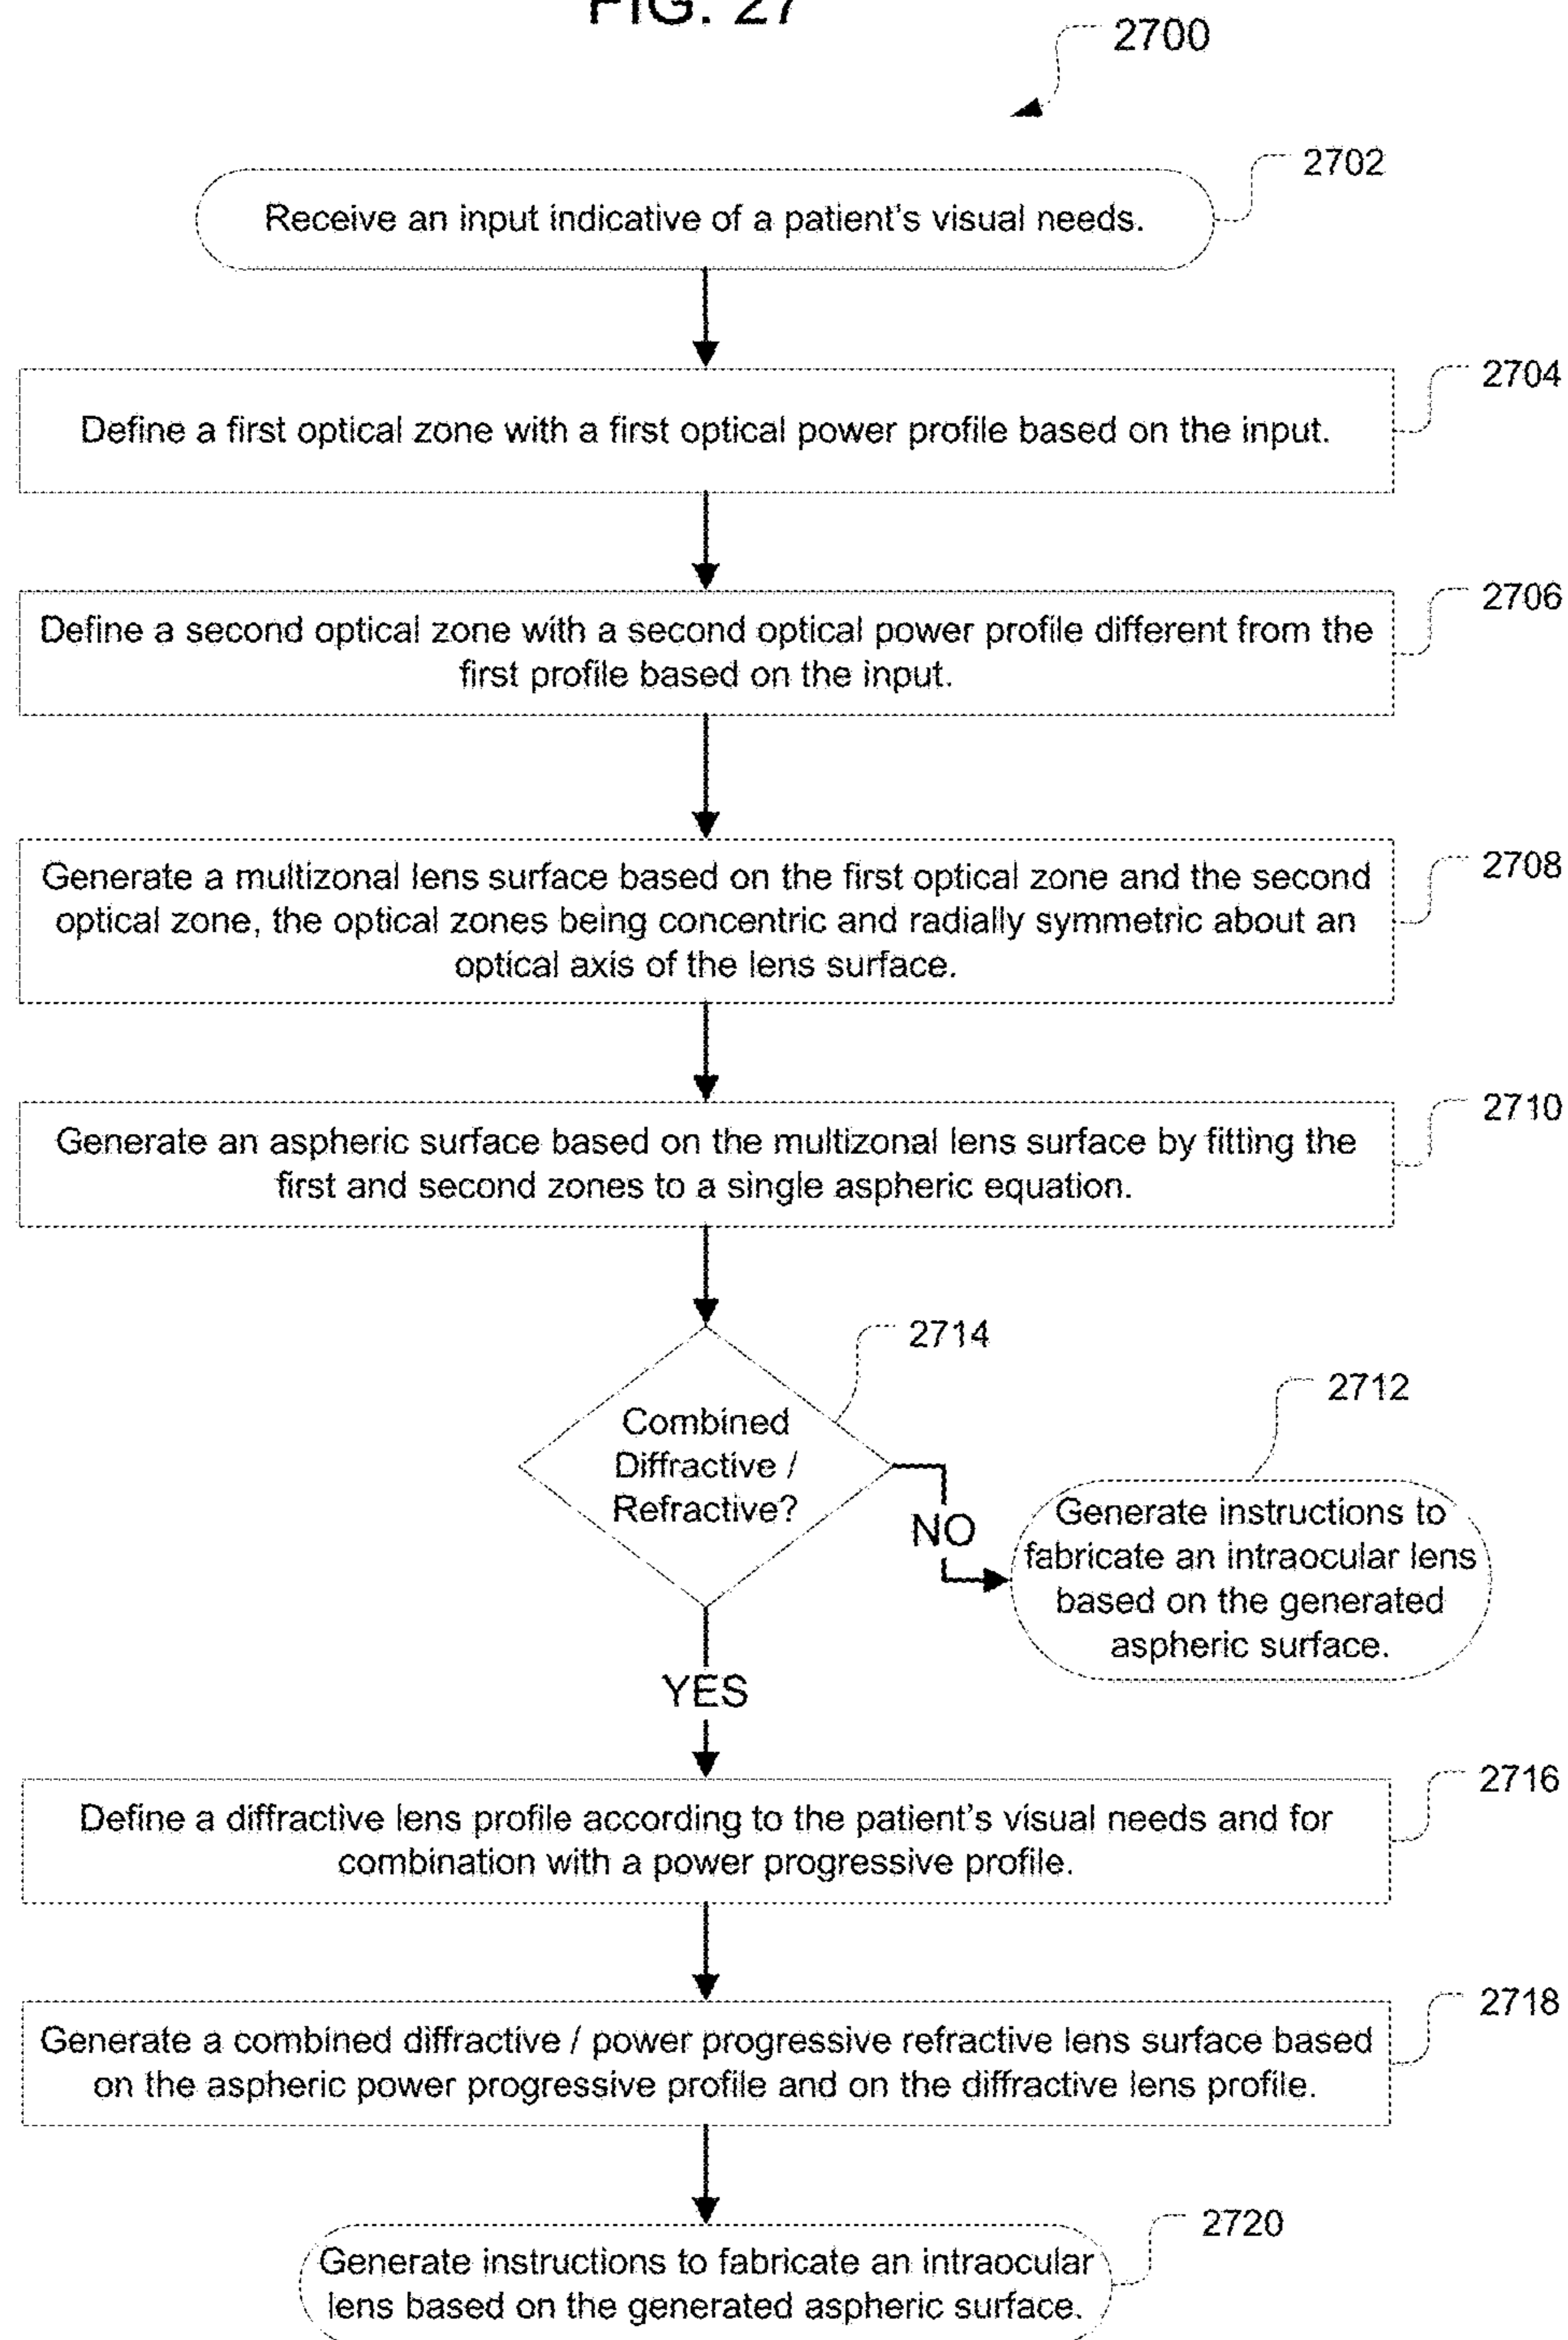 FIG. 27
2700
2702
Receive an input indicative of a patient's visual needs.
2704
Define a first optical zone with a first optical power profile based on the input.
2706
Define a second optical zone with a second optical power profile different from the
first profile based on the input.
2708
Generate a multizonal lens surface based on the first optical zone and the second
optical zone, the optical zones being concentric and radially symmetric about an
optical axis of the lens surface.
2710
Generate an aspheric surface based on the multizonal lens surface by fitting the
first and second zones to a single aspheric equation.
2714
Combined
Diffractive /
Refractive?
2712
NO
Generate instructions to
fabricate an intraocular lens
based on the generated
aspheric surface.
YES
2716
Define a diffractive lens profile according to the patient's visual needs and for
combination with a power progressive profile.
2718
Generate a combined diffractive / power progressive refractive lens surface based
on the aspheric power progressive profile and on the diffractive lens profile.
2720
Generate instructions to fabricate an intraocular
lens based on the generated aspheric surface.